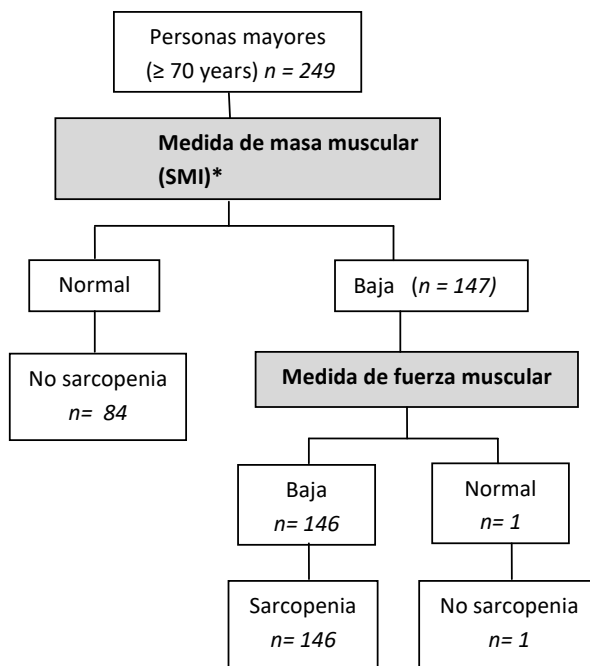 Personas mayores
(≥ 70 years) n = 249
Medida de masa muscular
(SMI)*
Normal
Baja (n = 147)
No sarcopenia
n= 84
Medida de fuerza muscular
Baja
n= 146
Normal
n= 1
Sarcopenia
n= 146
No sarcopenia
n= 1